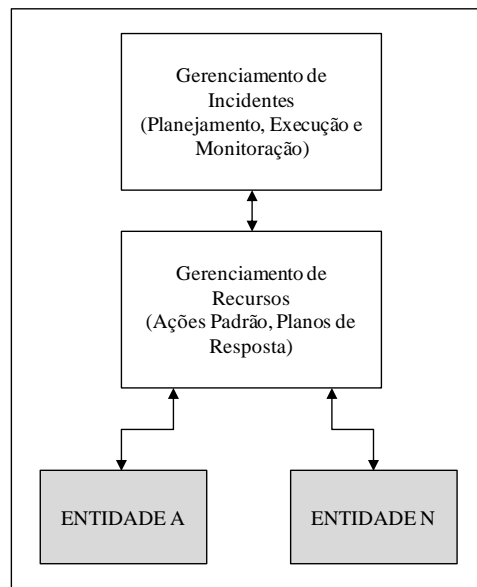 Gerenciamento de
Incidentes
(Planejamento, Execução e
Monitoração)
Gerenciamento de
Recursos
(Ações Padrão, Planos de
Resposta)
ENTIDADE A
ENTIDADE N